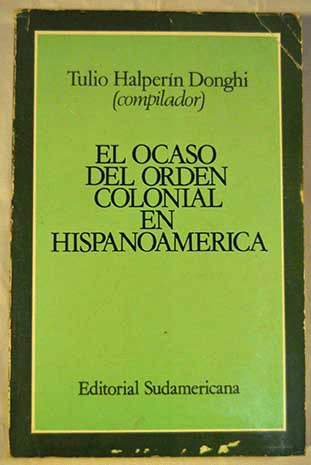 Tulio Halperín Donghi
(compilador)
EL OCASO
DEL ORDEN
COLONIAL
EN
HISPANOAMERICA
Editorial Sudamericana